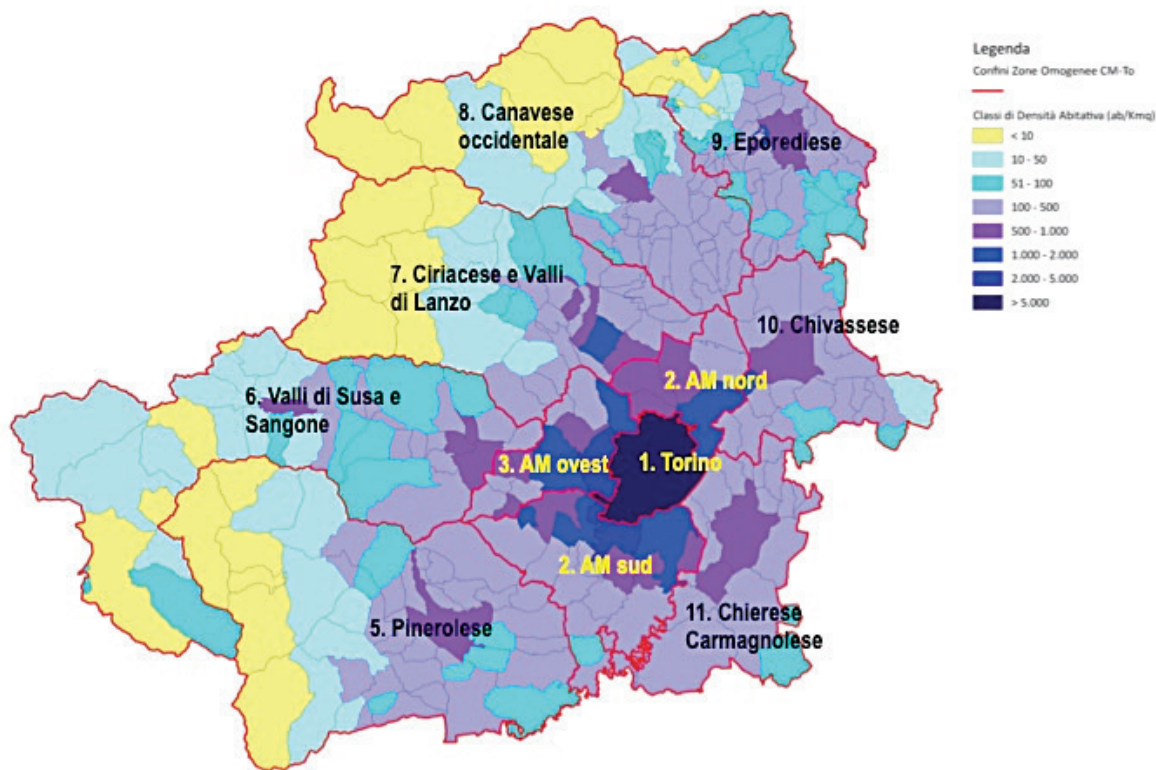 Legenda
Confini Zone Omogenee CM-To
Classi di Densità Abitativa (ab/Kmq)
< 10
10 - 50
51 - 100
100 - 500
500 - 1.000
1.000 - 2.000
2.000 - 5.000
> 5.000
8. Canavese
occidentale
9. Eporediese
7. Ciriacese e Valli
di Lanzo
10. Chivassese
2. AM nord
6. Valli di Susa e
Sangone
3. AM ovest
1. Torino
2. AM sud
5. Pinerolese
11. Chierese
Carmagnolese